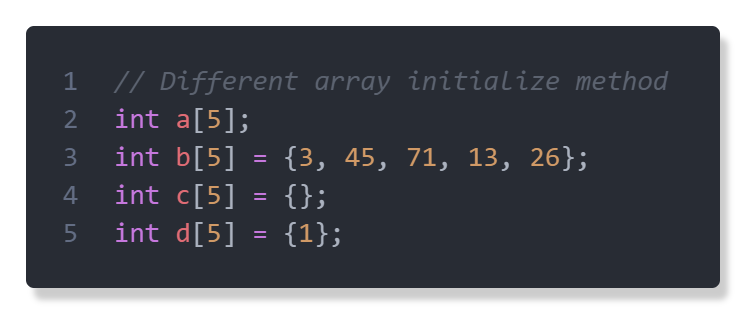 1 // Different array initialize method
2 int a[5];
3 int b[5] = {3, 45, 71, 13, 26};
4 int c[5] = {};
5 int d[5] = {1};